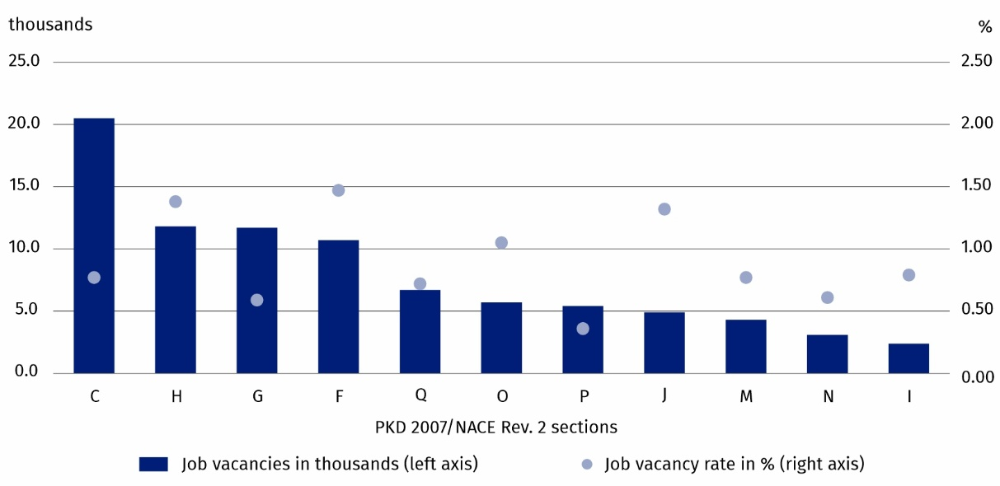 thousands
%
25.0
2.50
20.0
2.00
15.0
1.50
10.0
1.00
5.0
0.50
0.0
0.00
C H G F Q O P J M N I
PKD 2007/NACE Rev. 2 sections
Job vacancies in thousands (left axis)
Job vacancy rate in % (right axis)